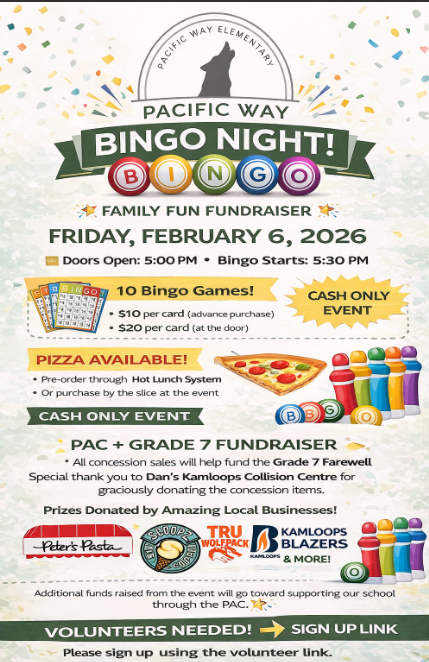 PACIFIC WAY ELEMENTARY
PACIFIC WAY
BINGO NIGHT!
BINGO
FAMILY FUN FUNDRAISER
FRIDAY, FEBRUARY 6, 2026
Doors Open: 5:00 PM • Bingo Starts: 5:30 PM
BINGO
10 Bingo Games!
• $10 per card (advance purchase)
• $20 per card (at the door)
CASH ONLY
EVENT
PIZZA AVAILABLE!
• Pre-order through Hot Lunch System
• Or purchase by the slice at the event
B B G O
CASH ONLY EVENT
PAC + GRADE 7 FUNDRAISER
• All concession sales will help fund the Grade 7 Farewell
Special thank you to Dan's Kamloops Collision Centre for
graciously donating the concession items.
Prizes Donated by Amazing Local Businesses!
Peter's Pasta
SCOOPZ
TRU
WOLFPACK
B
KAMLOOPS
KAMLOOPS
BLAZERS
& MORE!
O
Additional funds raised from the event will go toward supporting our school
through the PAC.
VOLUNTEERS NEEDED! SIGN UP LINK
Please sign up using the volunteer link.